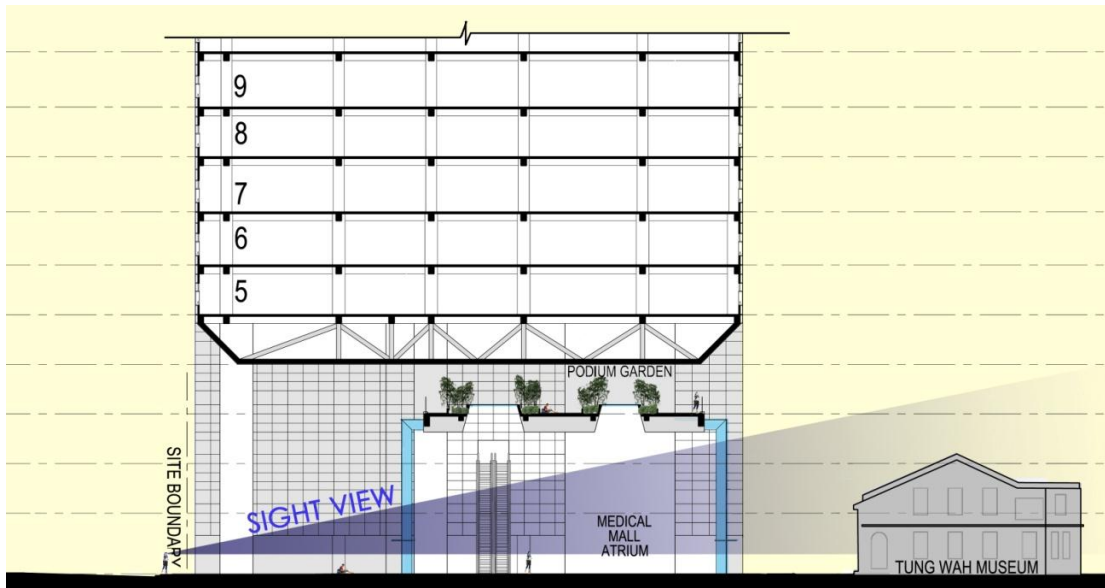 9
8
7
6
5
PODIUM GARDEN
SITE BOUNDARY
SIGHT VIEW
MEDICAL
MALL
ATRIUM
TUNG WAH MUSEUM